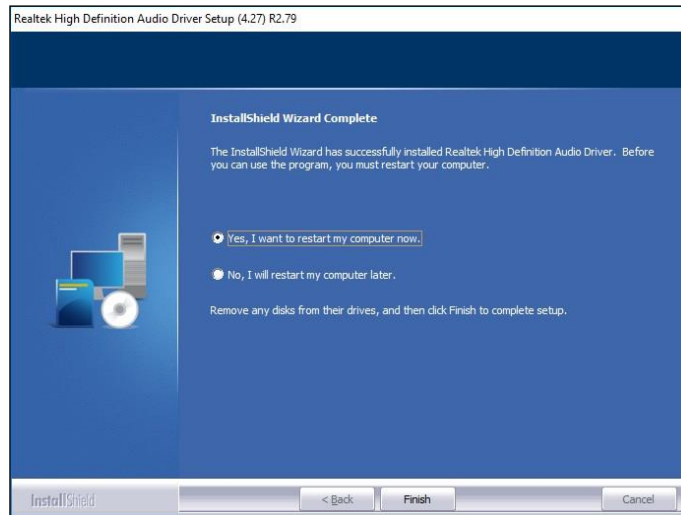 Realtek High Definition Audio Driver Setup (4.27) R2.79
InstallShield Wizard Complete
The InstallShield Wizard has successfully installed Realtek High Definition Audio Driver. Before
you can use the program, you must restart your computer.
Yes, I want to restart my computer now.
No, I will restart my computer later.
Remove any disks from their drives, and then click Finish to complete setup.
InstallShield
< Back
Finish
Cancel